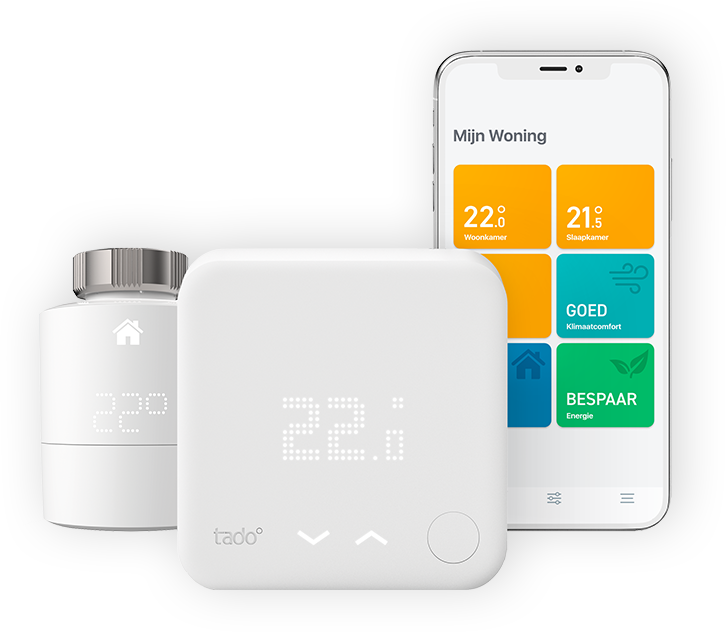 Mijn Woning
22.0°
Woonkamer
21.5°
Slaapkamer
GOED
Klimaatcomfort
BESPAAR
Energie
22°
22.0
tado°